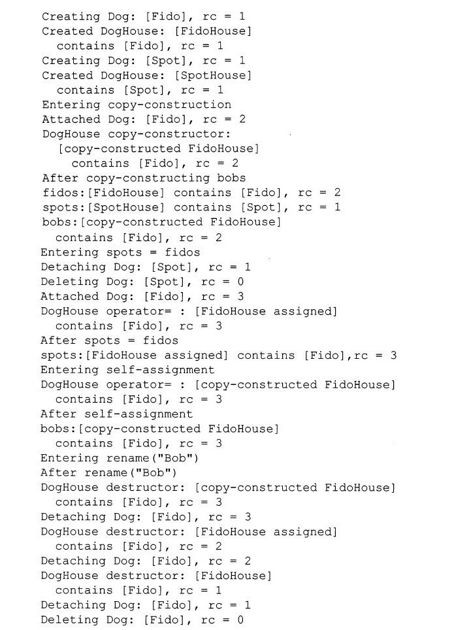 Creating Dog: [Fido], rc = 1
Created DogHouse: [FidoHouse]
contains [Fido], rc = 1
Creating Dog: [Spot], rc = 1
Created DogHouse: [SpotHouse]
contains [Spot], rc = 1
Entering copy-construction
Attached Dog: [Fido], rc = 2
DogHouse copy-constructor:
[copy-constructed FidoHouse]
contains [Fido], rc = 2
After copy-constructing bobs
fidos:[FidoHouse] contains [Fido], rc = 2
spots:[SpotHouse] contains [Spot], rc = 1
bobs:[copy-constructed FidoHouse]
contains [Fido], rc = 2
Entering spots = fidos
Detaching Dog: [Spot], rc = 1
Deleting Dog: [Spot], rc = 0
Attached Dog: [Fido], rc = 3
DogHouse operator= : [FidoHouse assigned]
contains [Fido], rc = 3
After spots = fidos
spots:[FidoHouse assigned] contains [Fido],rc = 3
Entering self-assignment
DogHouse operator= : [copy-constructed FidoHouse]
contains [Fido], rc = 3
After self-assignment
bobs:[copy-constructed FidoHouse]
contains [Fido], rc = 3
Entering rename("Bob")
After rename("Bob")
DogHouse destructor: [copy-constructed FidoHouse]
contains [Fido], rc = 3
Detaching Dog: [Fido], rc = 3
DogHouse destructor: [FidoHouse assigned]
contains [Fido], rc = 2
Detaching Dog: [Fido], rc = 2
DogHouse destructor: [FidoHouse]
contains [Fido], rc = 1
Detaching Dog: [Fido], rc = 1
Deleting Dog: [Fido], rc = 0